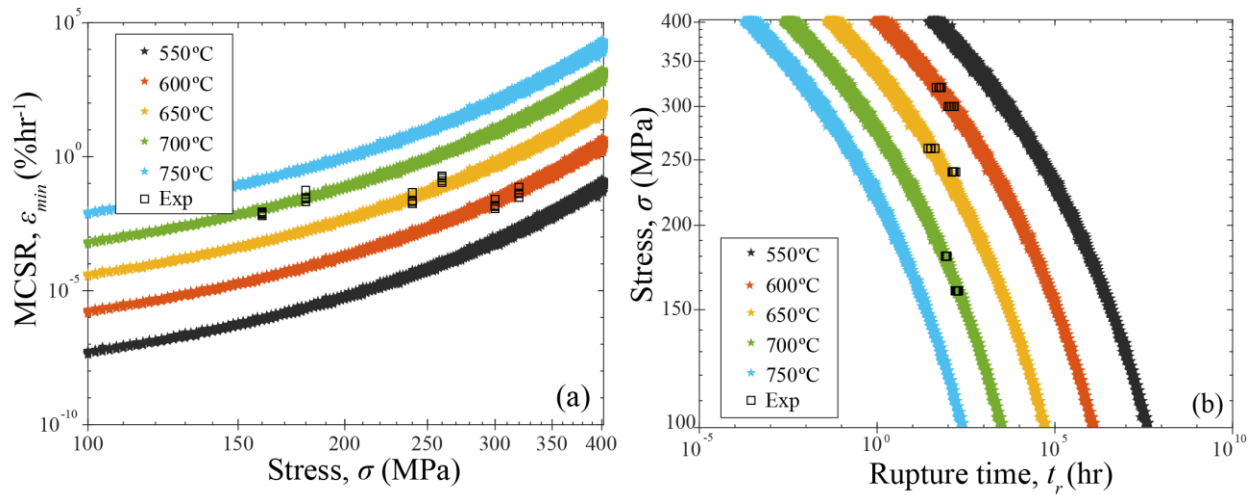 10^5
10^0
10^-5
10^-10
MCSR, ε_min (%hr^-1)
550ºC
600ºC
650ºC
700ºC
750ºC
Exp
(a)
100
150
200
250
300
350
400
Stress, σ (MPa)
400
350
300
250
200
150
100
Stress, σ (MPa)
550ºC
600ºC
650ºC
700ºC
750ºC
Exp
(b)
10^-5
10^0
10^5
10^10
Rupture time, t_r (hr)